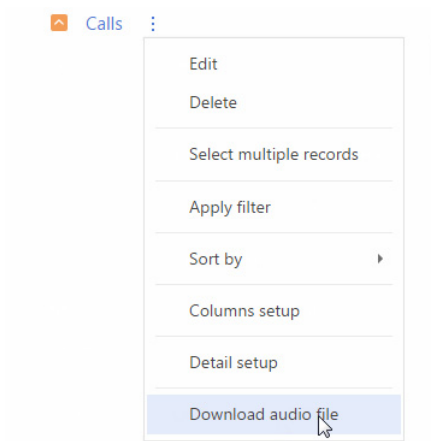 Calls
Edit
Delete
Select multiple records
Apply filter
Sort by
Columns setup
Detail setup
Download audio file